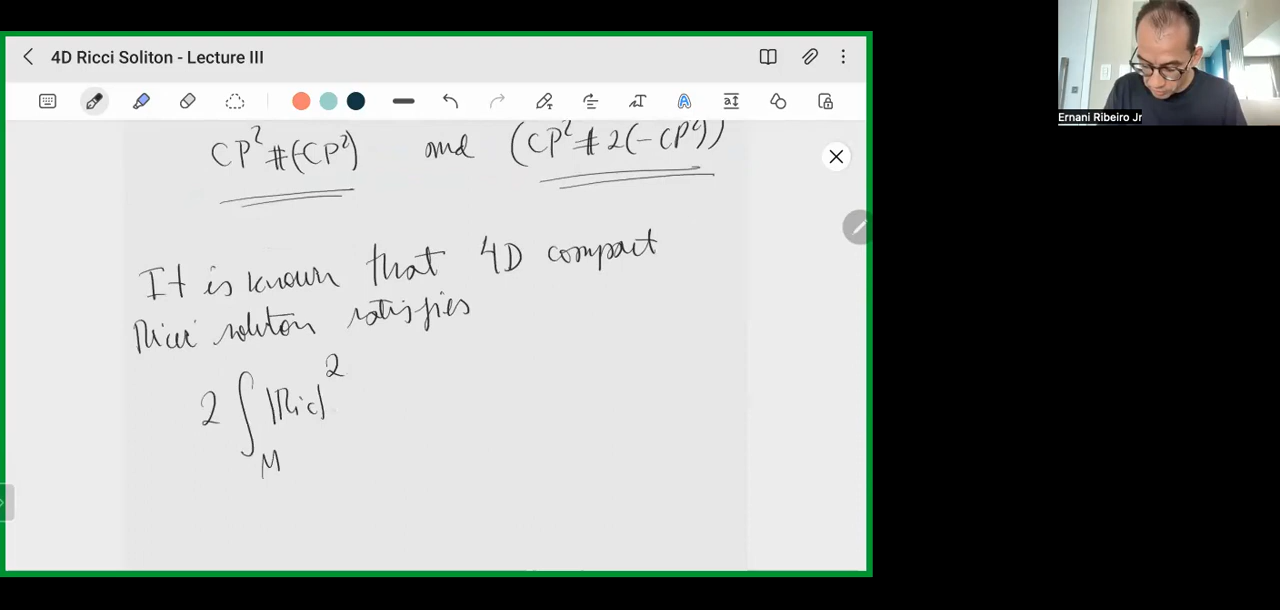 4D Ricci Soliton - Lecture III
Ernani Ribeiro Jr
CP² # (-CP²) and (CP² # 2(-CP²))
It is known that 4D compact
Ricci soliton satisfies
2 ∫_M |Ric|²